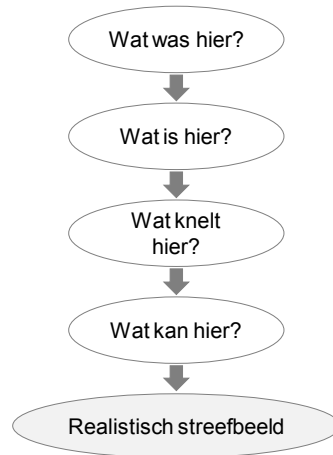 Wat was hier?
Wat is hier?
Wat knelt
hier?
Wat kan hier?
Realistisch streefbeeld